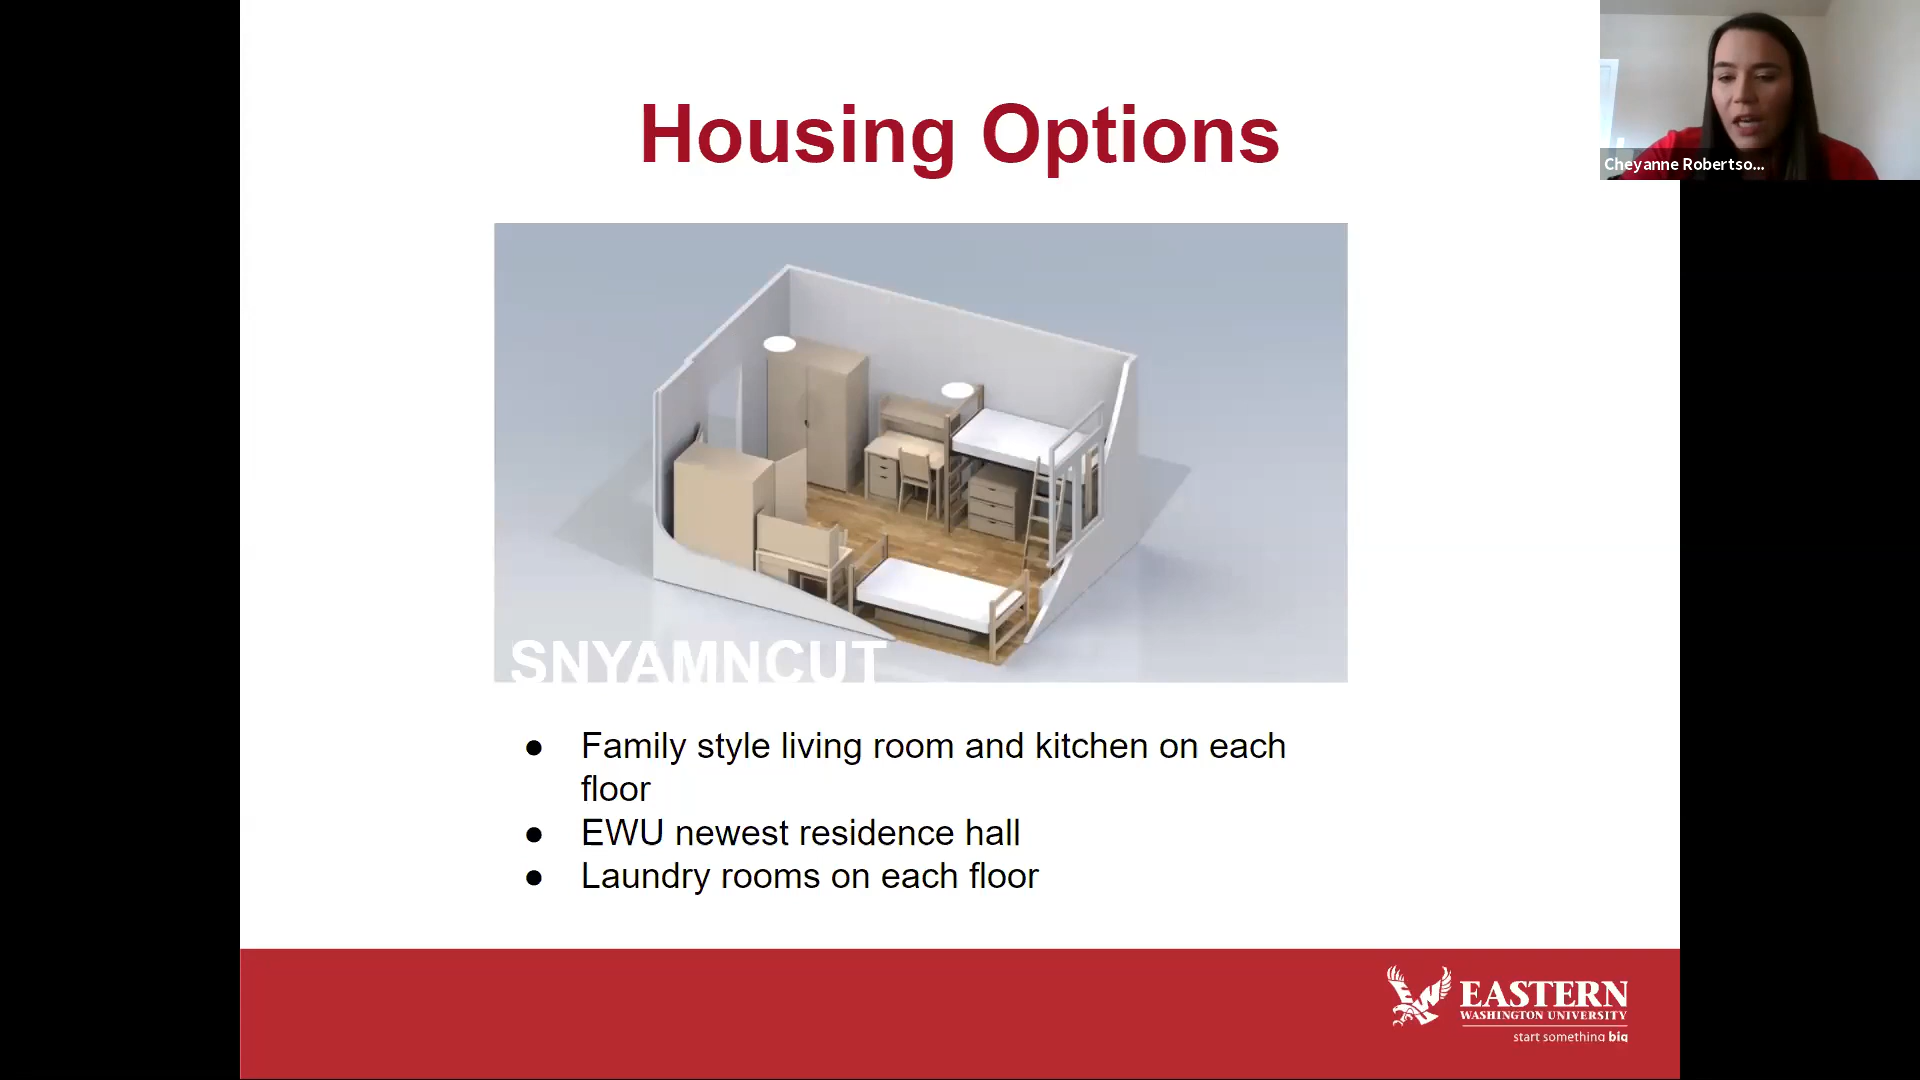 Housing Options
Cheyanne Robertso...
SNYAMNCUT
● Family style living room and kitchen on each
floor
● EWU newest residence hall
● Laundry rooms on each floor
EASTERN
WASHINGTON UNIVERSITY
start something big